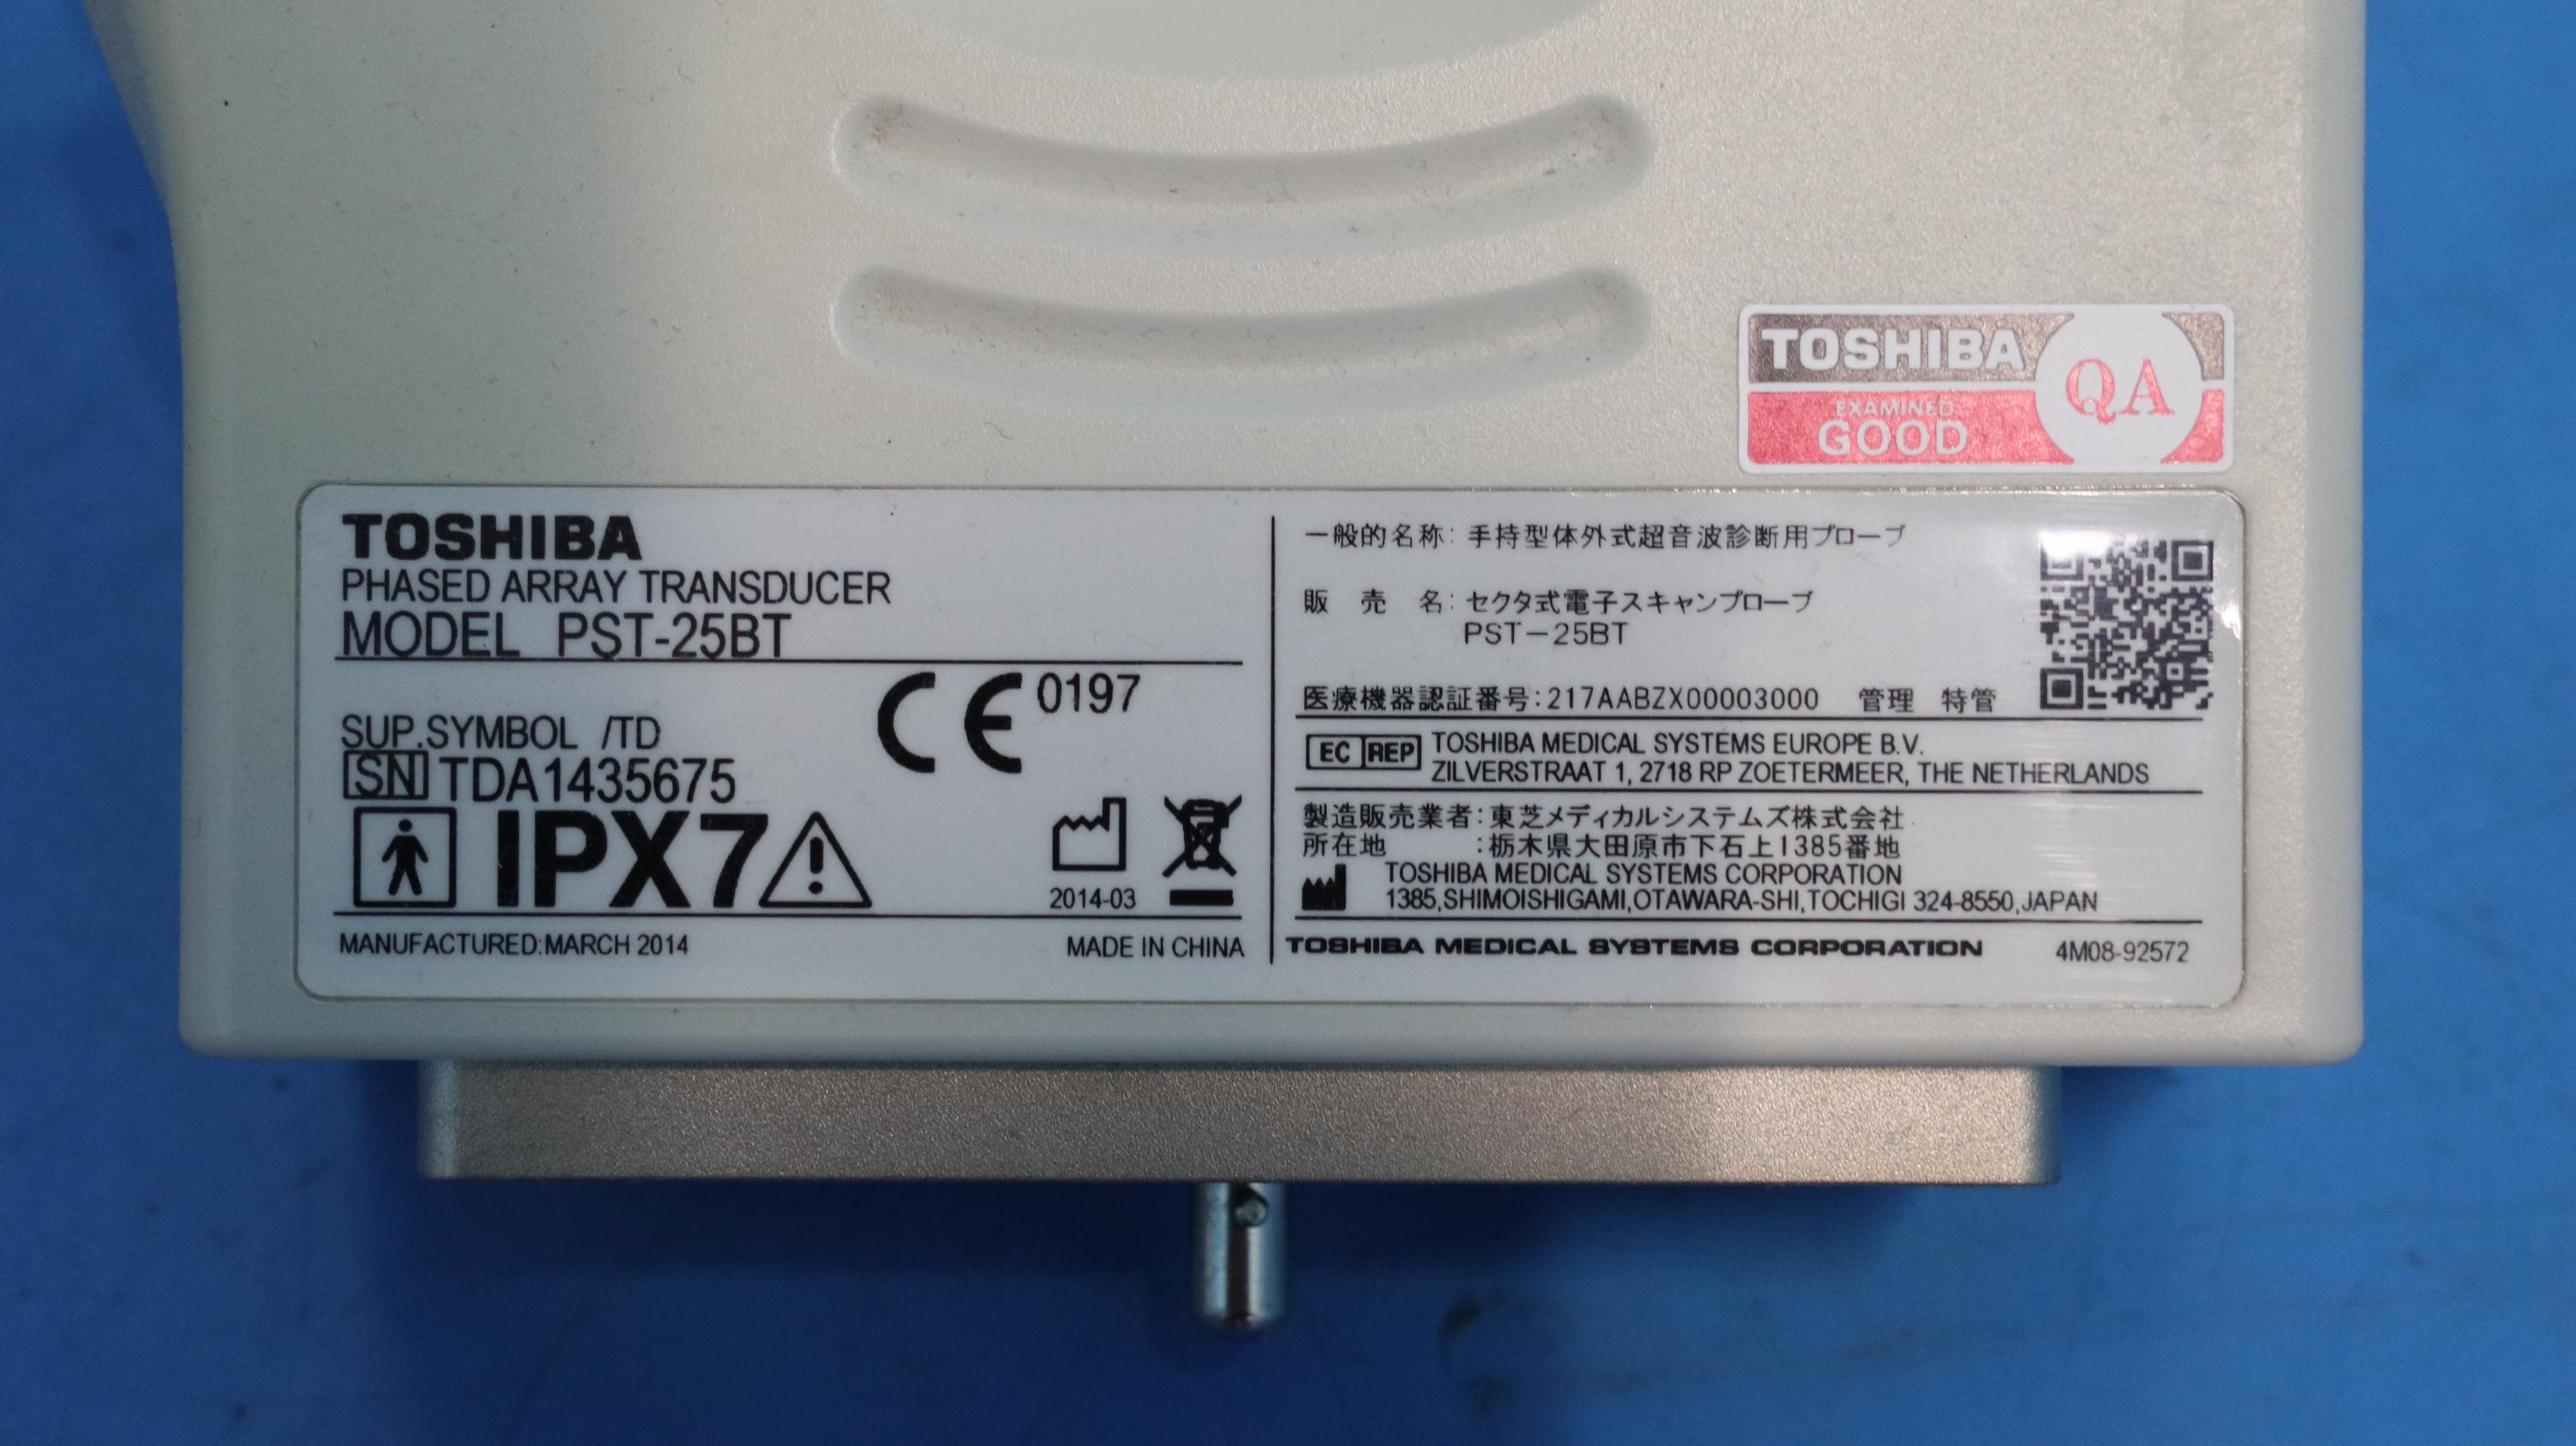 TOSHIBA
QA
EXAMINED
GOOD
TOSHIBA
PHASED ARRAY TRANSDUCER
MODEL PST-25BT
CE 0197
SUP.SYMBOL /TD
SN TDA1435675
IPX7
2014-03
MANUFACTURED:MARCH 2014
MADE IN CHINA
一般的名称: 手持型体外式超音波診断用プローブ
販 売 名: セクタ式電子スキャンプローブ
PST-25BT
医療機器認証番号:217AABZX00003000 管理 特管
EC REP TOSHIBA MEDICAL SYSTEMS EUROPE B.V.
ZILVERSTRAAT 1, 2718 RP ZOETERMEER, THE NETHERLANDS
製造販売業者:東芝メディカルシステムズ株式会社
所在地 :栃木県大田原市下石上1385番地
TOSHIBA MEDICAL SYSTEMS CORPORATION
1385,SHIMOISHIGAMI,OTAWARA-SHI,TOCHIGI 324-8550,JAPAN
TOSHIBA MEDICAL SYSTEMS CORPORATION
4M08-92572